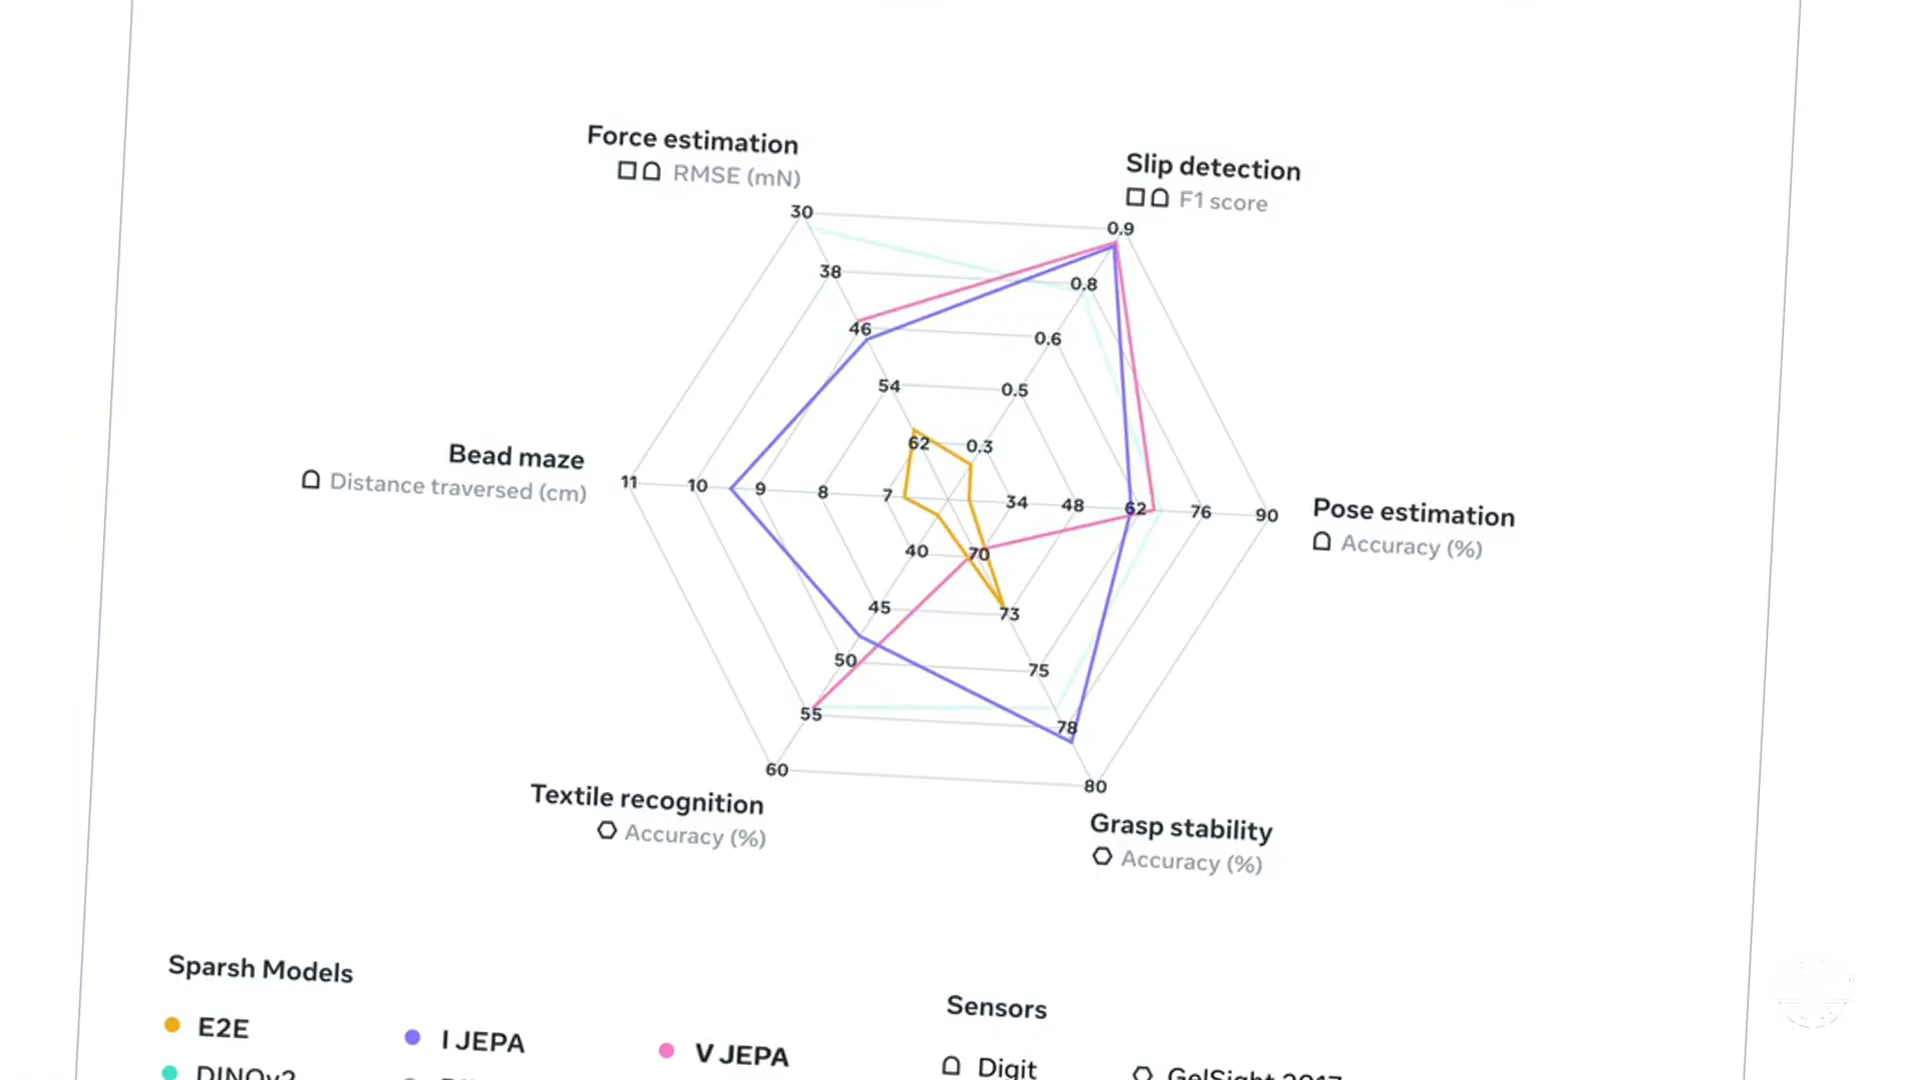 Force estimation
RMSE (mN)
Slip detection
F1 score
30
0.9
38
0.8
46
0.6
54
0.5
62
0.3
Bead maze
Distance traversed (cm)
11
10
9
8
7
34
48
62
76
90
Pose estimation
Accuracy (%)
40
70
45
73
50
75
55
78
60
80
Textile recognition
Accuracy (%)
Grasp stability
Accuracy (%)
Sparsh Models
E2E
I JEPA
V JEPA
DINOv2
Sensors
Digit
GelSight 2017